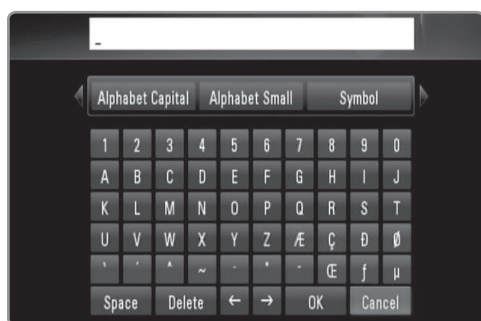 _
Alphabet Capital Alphabet Small Symbol
1 2 3 4 5 6 7 8 9 0
A B C D E F G H I J
K L M N O P Q R S T
U V W X Y Z Æ Ç Ð Ø
` ´ ^ ~ ¨ ° - Œ ƒ µ
Space Delete ← → OK Cancel